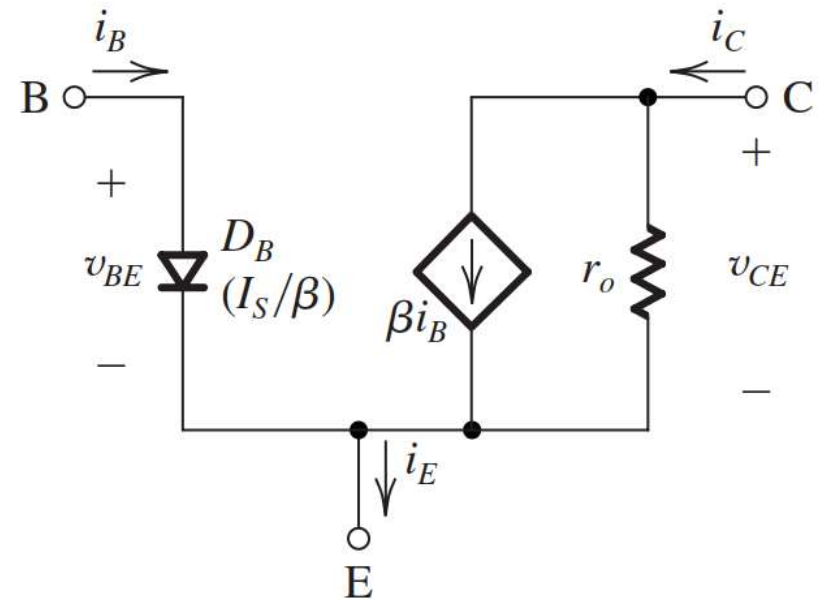 i_B
i_C
B
C
+
+
v_BE
D_B
(I_S/β)
βi_B
r_o
v_CE
−
−
i_E
E